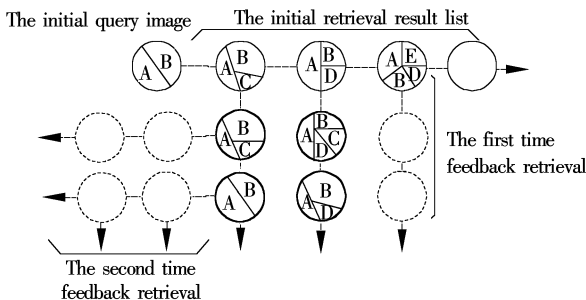 The initial query image
The initial retrieval result list
A B
A B C
A B D
A E B D
A B C
A B C D
A B
A B D
The first time
feedback retrieval
The second time
feedback retrieval